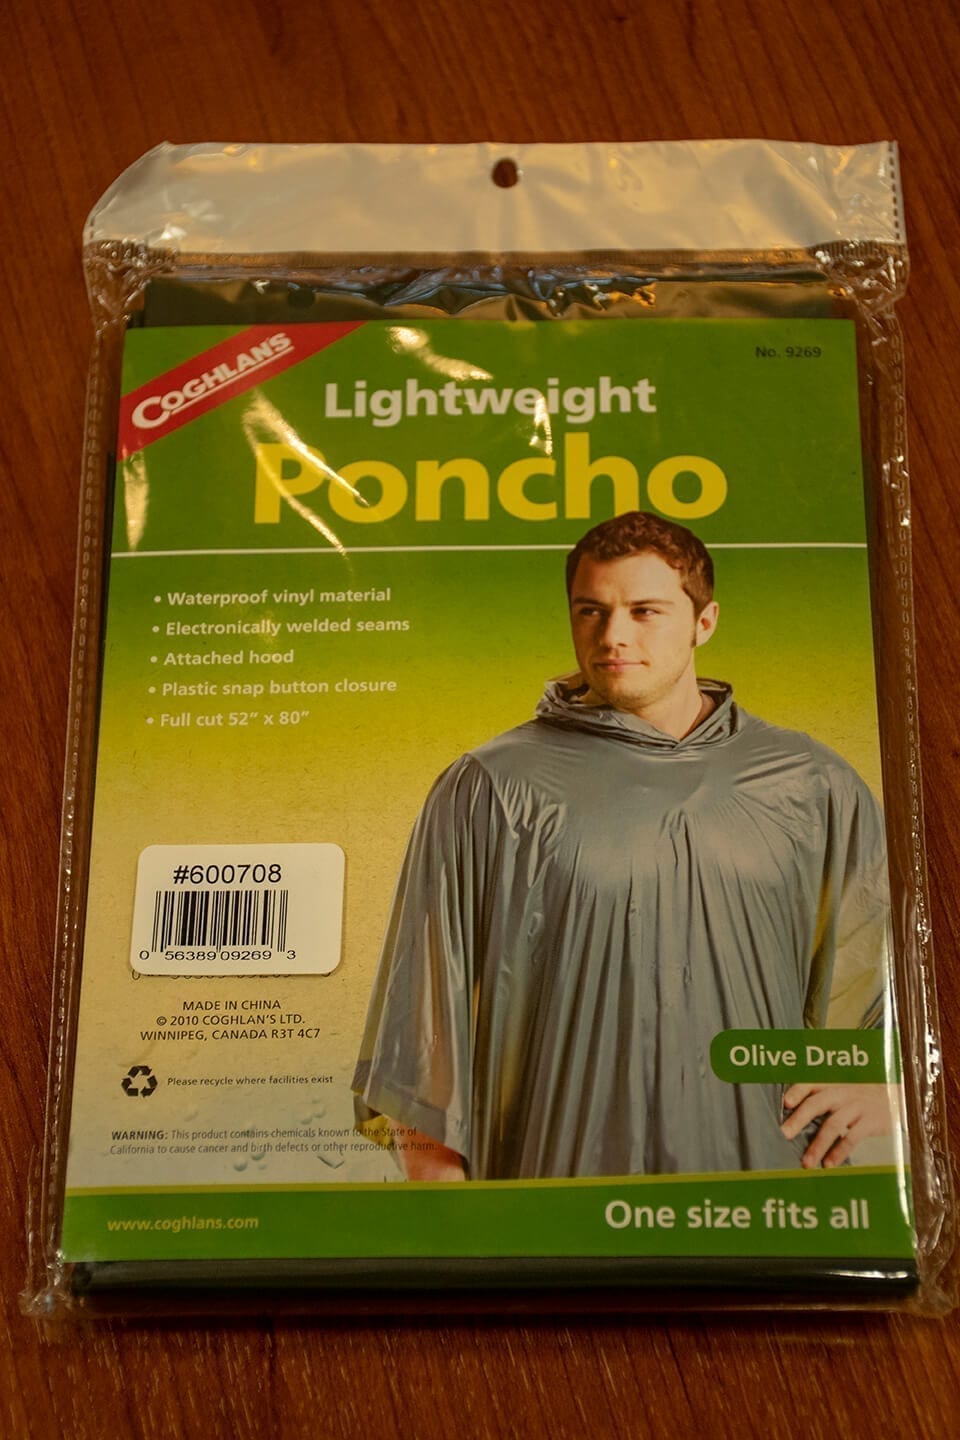 COGHLAN'S
No. 9269
Lightweight
Poncho
• Waterproof vinyl material
• Electronically welded seams
• Attached hood
• Plastic snap button closure
• Full cut 52" x 80"
#600708
0 56389 09269 3
MADE IN CHINA
© 2010 COGHLAN'S LTD.
WINNIPEG, CANADA R3T 4C7
Please recycle where facilities exist
Olive Drab
WARNING: This product contains chemicals known to the State of
California to cause cancer and birth defects or other reproductive harm.
www.coghlans.com
One size fits all